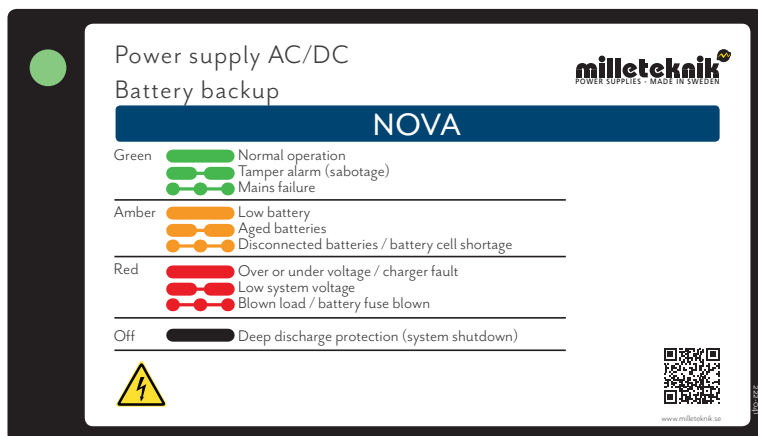 Power supply AC/DC
Battery backup
milleteknik
POWER SUPPLIES - MADE IN SWEDEN
NOVA
Green
Normal operation
Tamper alarm (sabotage)
Mains failure
Amber
Low battery
Aged batteries
Disconnected batteries / battery cell shortage
Red
Over or under voltage / charger fault
Low system voltage
Blown load / battery fuse blown
Off
Deep discharge protection (system shutdown)
www.milleteknik.se
222-041